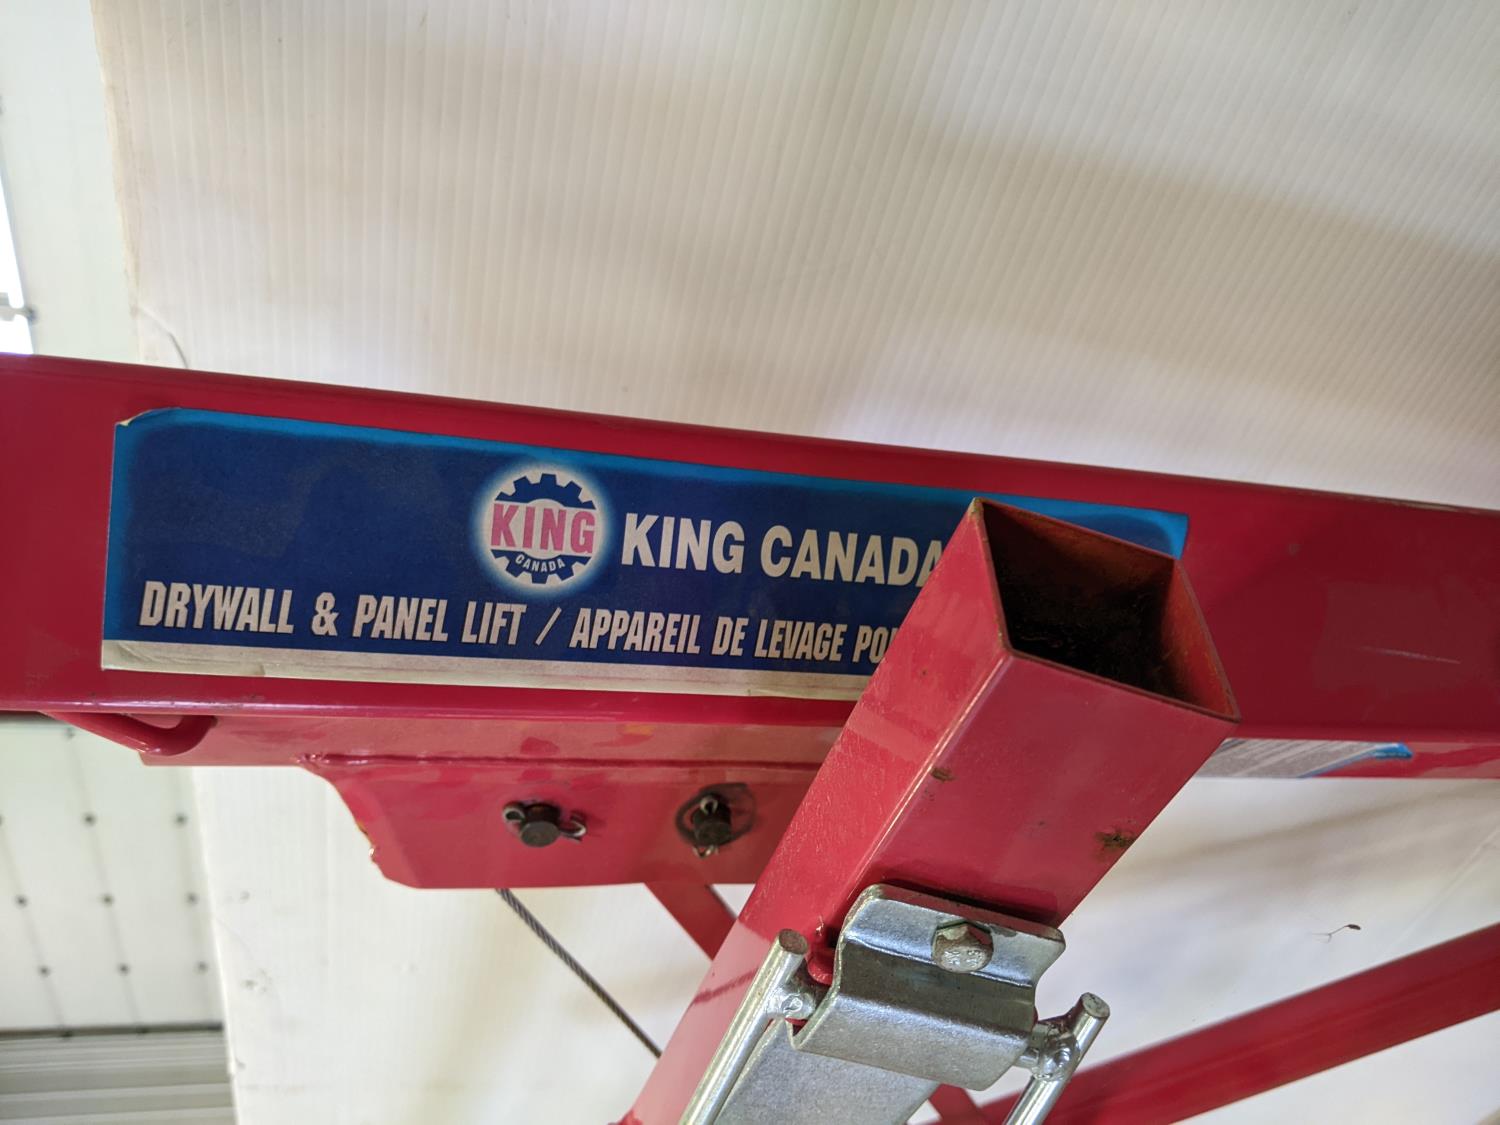 KING
CANADA
KING CANADA
DRYWALL & PANEL LIFT / APPAREIL DE LEVAGE